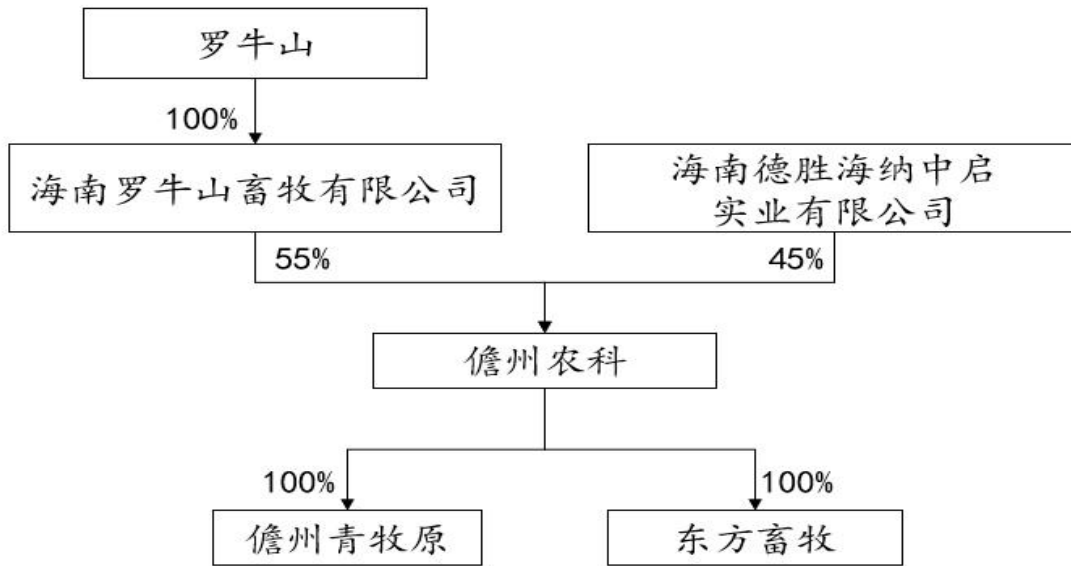 罗牛山
100%
海南罗牛山畜牧有限公司
海南德胜海纳中启
实业有限公司
55%
45%
儋州农科
100%
100%
儋州青牧原
东方畜牧